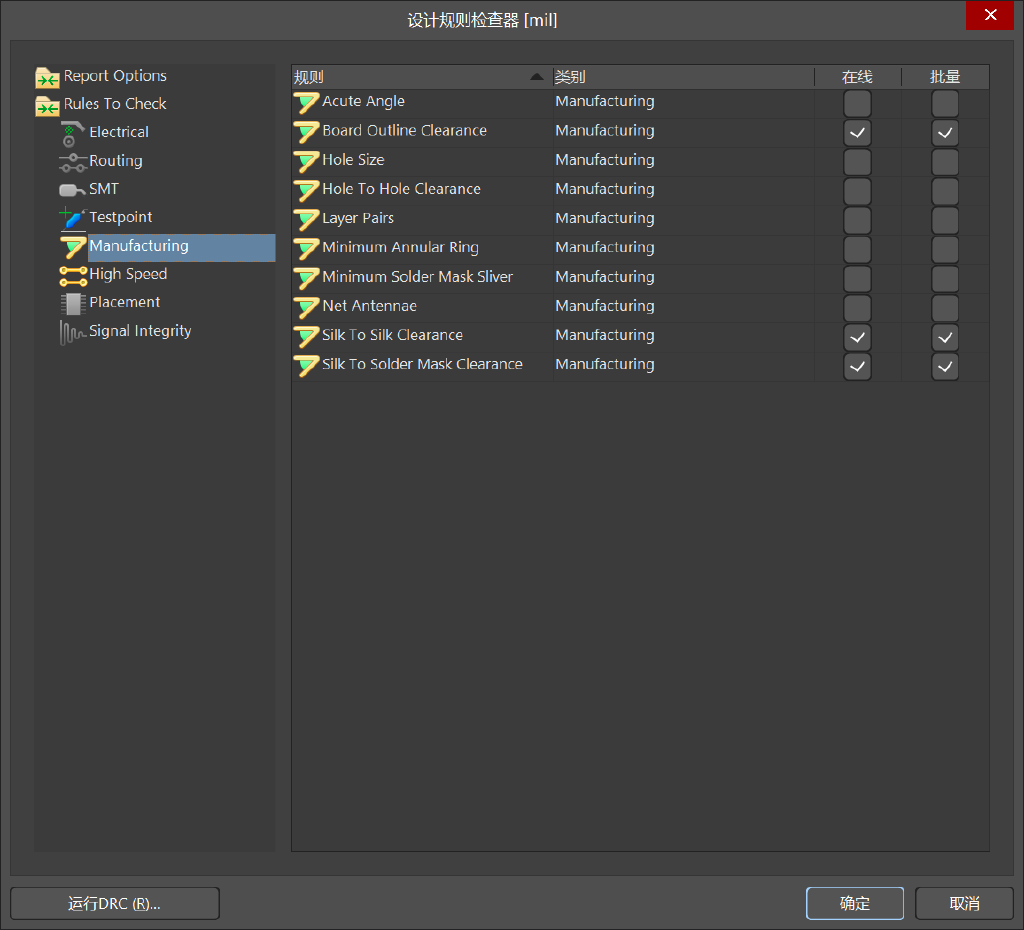 设计规则检查器 [mil]
Report Options
Rules To Check
Electrical
Routing
SMT
Testpoint
Manufacturing
High Speed
Placement
Signal Integrity
规则 类别 在线 批量
Acute Angle Manufacturing
Board Outline Clearance Manufacturing
Hole Size Manufacturing
Hole To Hole Clearance Manufacturing
Layer Pairs Manufacturing
Minimum Annular Ring Manufacturing
Minimum Solder Mask Sliver Manufacturing
Net Antennae Manufacturing
Silk To Silk Clearance Manufacturing
Silk To Solder Mask Clearance Manufacturing
运行DRC (R)... 确定 取消